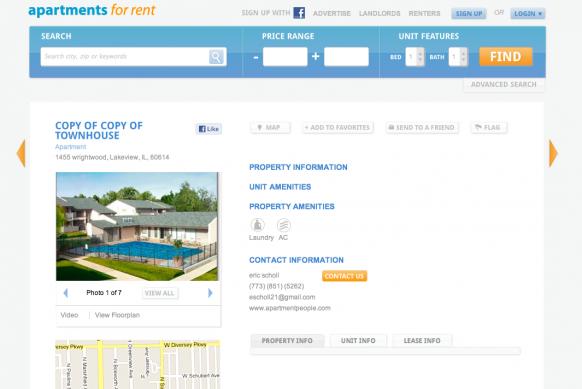 apartments for rent
SIGN UP WITH f ADVERTISE LANDLORDS RENTERS SIGN UP OR LOGIN
SEARCH PRICE RANGE UNIT FEATURES
Search city, zip or keywords - + BED 1 BATH 1 FIND
ADVANCED SEARCH
COPY OF COPY OF
TOWNHOUSE
Like
Apartment
1455 wrightwood, Lakeview, IL, 60614
MAP + ADD TO FAVORITES SEND TO A FRIEND FLAG
Photo 1 of 7 VIEW ALL
Video View Floorplan
PROPERTY INFORMATION
UNIT AMENITIES
PROPERTY AMENITIES
Laundry AC
CONTACT INFORMATION
eric scholl CONTACT US
(773) (851) (5262)
escholl21@gmail.com
www.apartmentpeople.com
PROPERTY INFO UNIT INFO LEASE INFO
versey Pkwy W Diversey Pkwy
W Schubert Ave